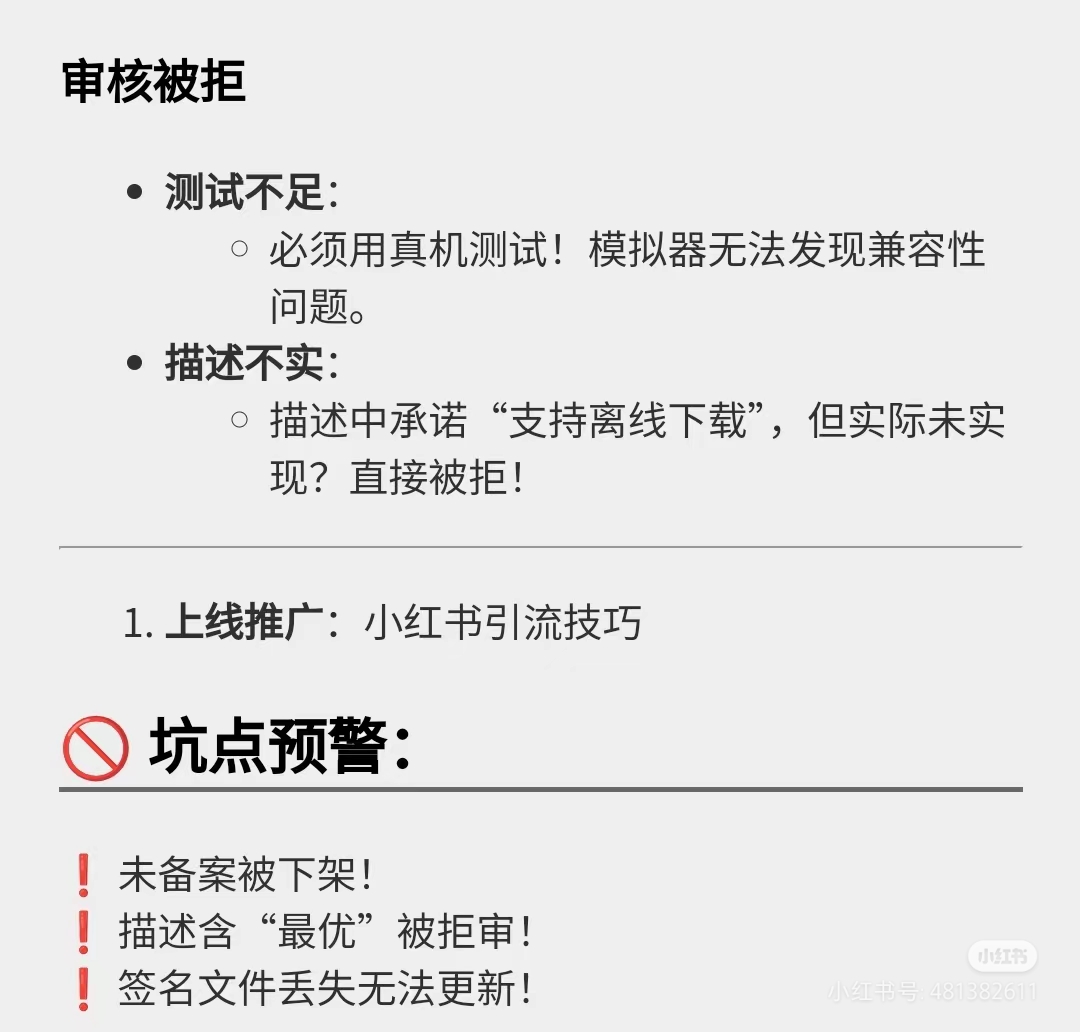 审核被拒
• 测试不足：
○ 必须用真机测试！模拟器无法发现兼容性
问题。
• 描述不实：
○ 描述中承诺“支持离线下载”，但实际未实
现？直接被拒！
1. 上线推广：小红书引流技巧
🚫 坑点预警：
❗ 未备案被下架！
❗ 描述含“最优”被拒审！
❗ 签名文件丢失无法更新！
小红书
小红书号 481382611